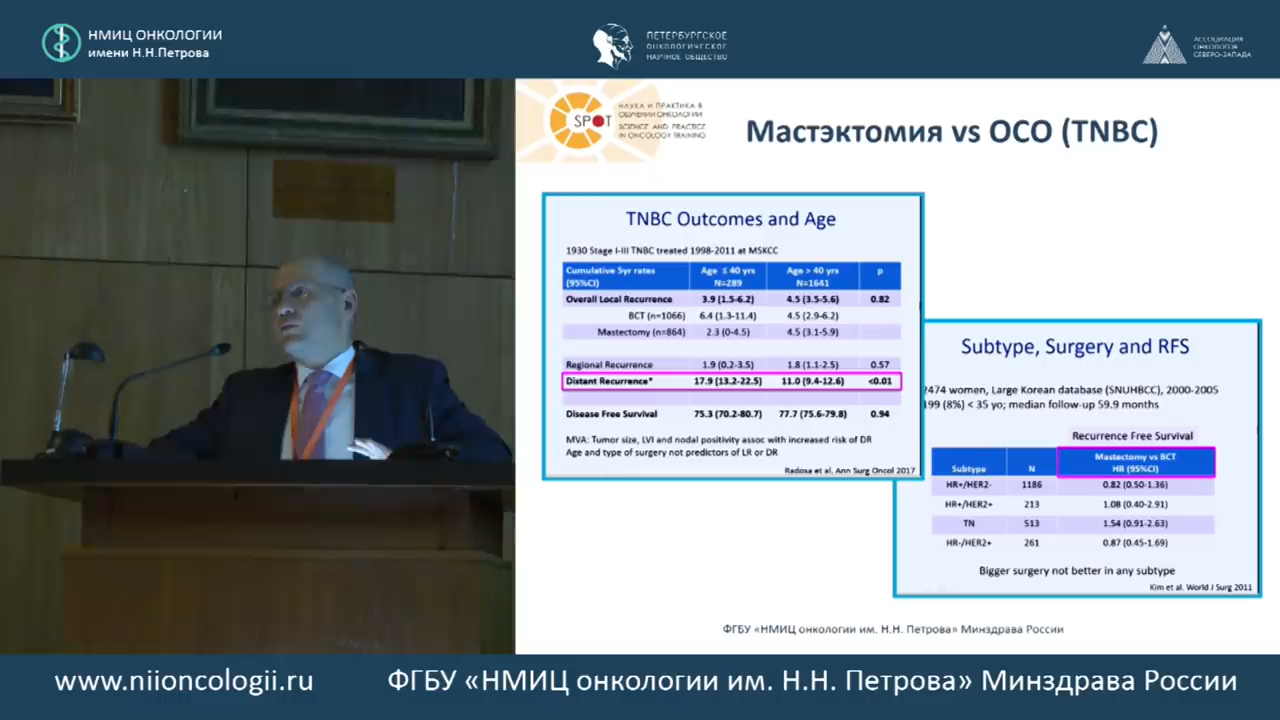 НМИЦ ОНКОЛОГИИ
имени Н.Н.Петрова
ПЕТЕРБУРГСКОЕ
ОНКОЛОГИЧЕСКОЕ
НАУЧНОЕ ОБЩЕСТВО
АССОЦИАЦИЯ
ОНКОЛОГОВ
СЕВЕРО-ЗАПАДА
SPOT
НАУКА И ПРАКТИКА В
ОБУЧЕНИИ ОНКОЛОГИИ
SCIENCE AND PRACTICE
IN ONCOLOGY TRAINING
Мастэктомия vs ОСО (TNBC)
TNBC Outcomes and Age
1930 Stage I-III TNBC treated 1998-2011 at MSKCC
Cumulative 5yr rates (95%CI) Age ≤ 40 yrs N=289 Age > 40 yrs N=1641 p
Overall Local Recurrence 3.9 (1.5-6.2) 4.5 (3.5-5.6) 0.82
BCT (n=1066) 6.4 (1.3-11.4) 4.5 (2.9-6.2)
Mastectomy (n=864) 2.3 (0-4.5) 4.5 (3.1-5.9)
Regional Recurrence 1.9 (0.2-3.5) 1.8 (1.1-2.5) 0.57
Distant Recurrence* 17.9 (13.2-22.5) 11.0 (9.4-12.6) <0.01
Disease Free Survival 75.3 (70.2-80.7) 77.7 (75.6-79.8) 0.94
MVA: Tumor size, LVI and nodal positivity assoc with increased risk of DR
Age and type of surgery not predictors of LR or DR
Radosa et al. Ann Surg Oncol 2017
Subtype, Surgery and RFS
2474 women, Large Korean database (SNUHBCC), 2000-2005
199 (8%) < 35 yo; median follow-up 59.9 months
Recurrence Free Survival
Subtype N Mastectomy vs BCT HR (95%CI)
HR+/HER2- 1186 0.82 (0.50-1.36)
HR+/HER2+ 213 1.08 (0.40-2.91)
TN 513 1.54 (0.91-2.63)
HR-/HER2+ 261 0.87 (0.45-1.69)
Bigger surgery not better in any subtype
Kim et al. World J Surg 2011
ФГБУ «НМИЦ онкологии им. Н.Н. Петрова» Минздрава России
www.niioncologii.ru ФГБУ «НМИЦ онкологии им. Н.Н. Петрова» Минздрава России